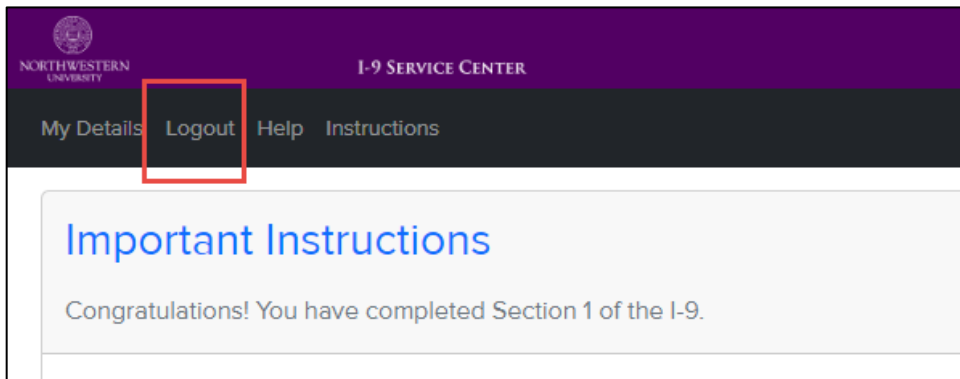 NORTHWESTERN
UNIVERSITY
I-9 SERVICE CENTER
My Details Logout Help Instructions
Important Instructions
Congratulations! You have completed Section 1 of the I-9.